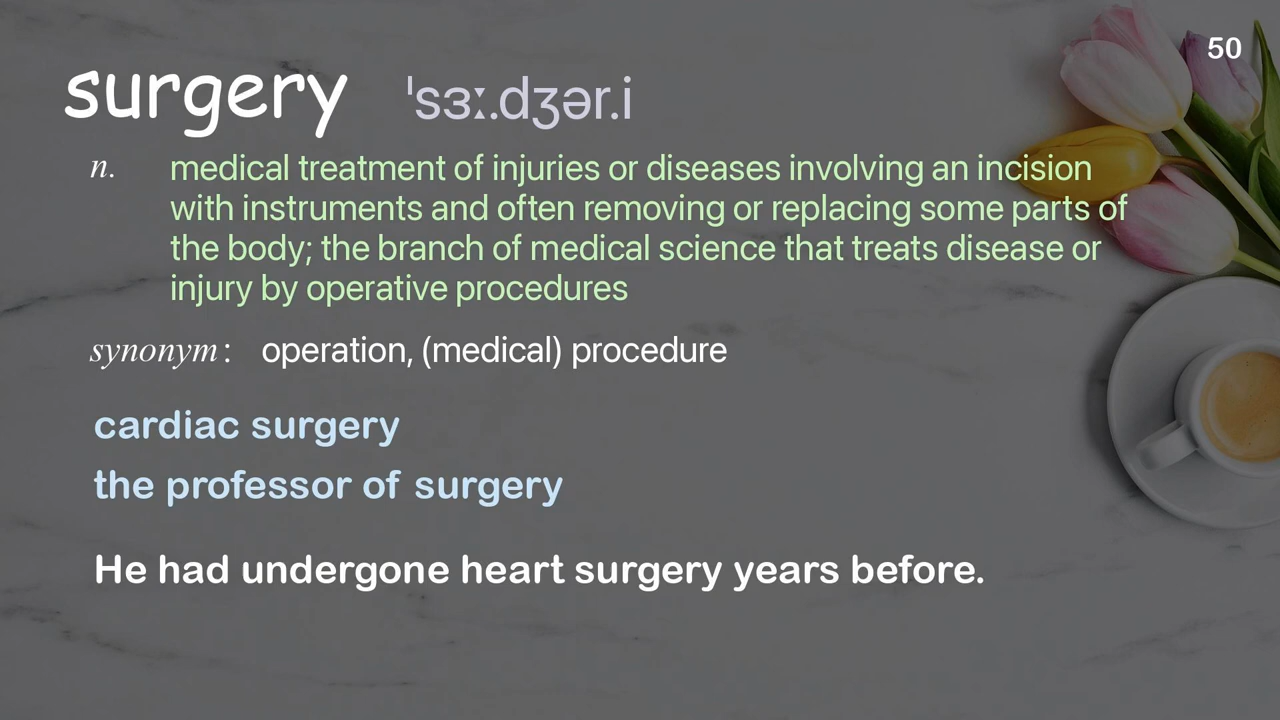 50
surgery ˈsɜː.dʒər.i
n. medical treatment of injuries or diseases involving an incision
with instruments and often removing or replacing some parts of
the body; the branch of medical science that treats disease or
injury by operative procedures
synonym: operation, (medical) procedure
cardiac surgery
the professor of surgery
He had undergone heart surgery years before.